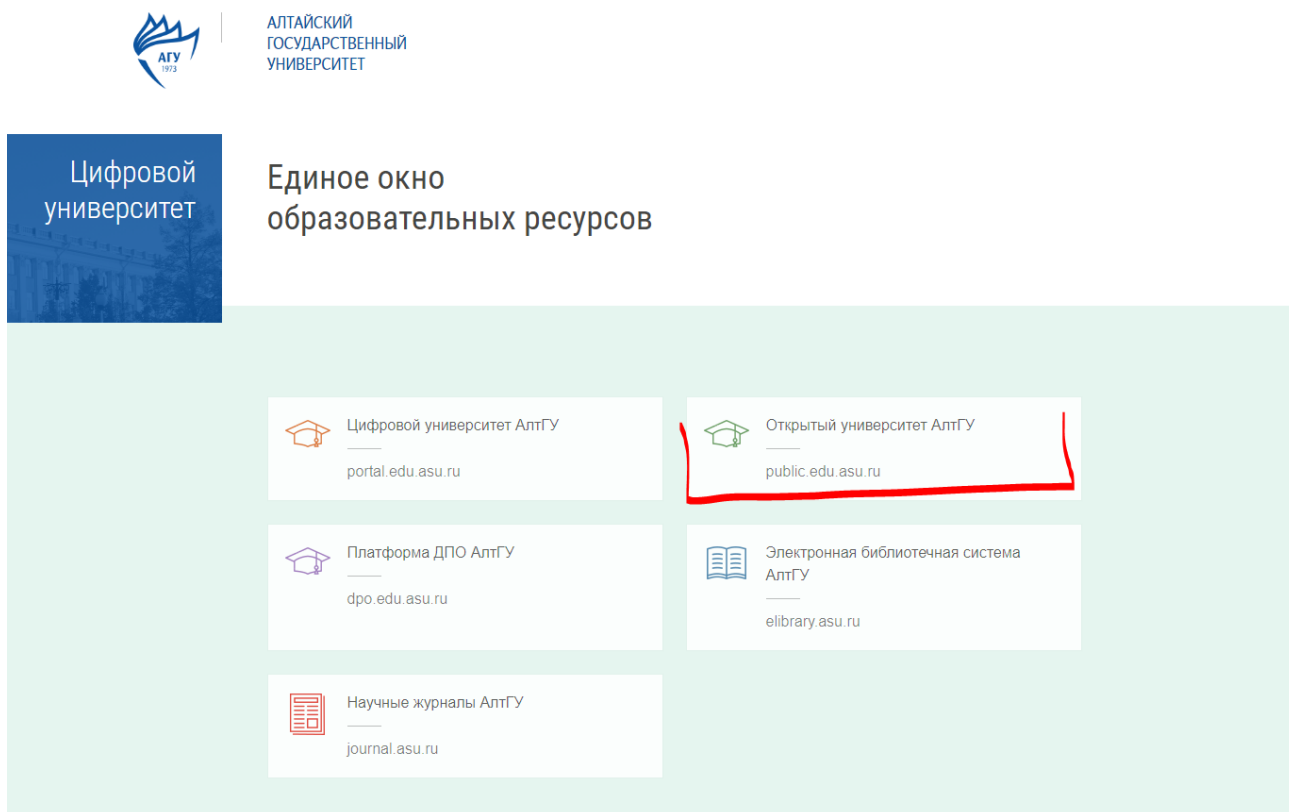 АГУ
1973
АЛТАЙСКИЙ
ГОСУДАРСТВЕННЫЙ
УНИВЕРСИТЕТ
Цифровой
университет
Единое окно
образовательных ресурсов
Цифровой университет АлтГУ
portal.edu.asu.ru
Открытый университет АлтГУ
public.edu.asu.ru
Платформа ДПО АлтГУ
dpo.edu.asu.ru
Электронная библиотечная система
АлтГУ
elibrary.asu.ru
Научные журналы АлтГУ
journal.asu.ru